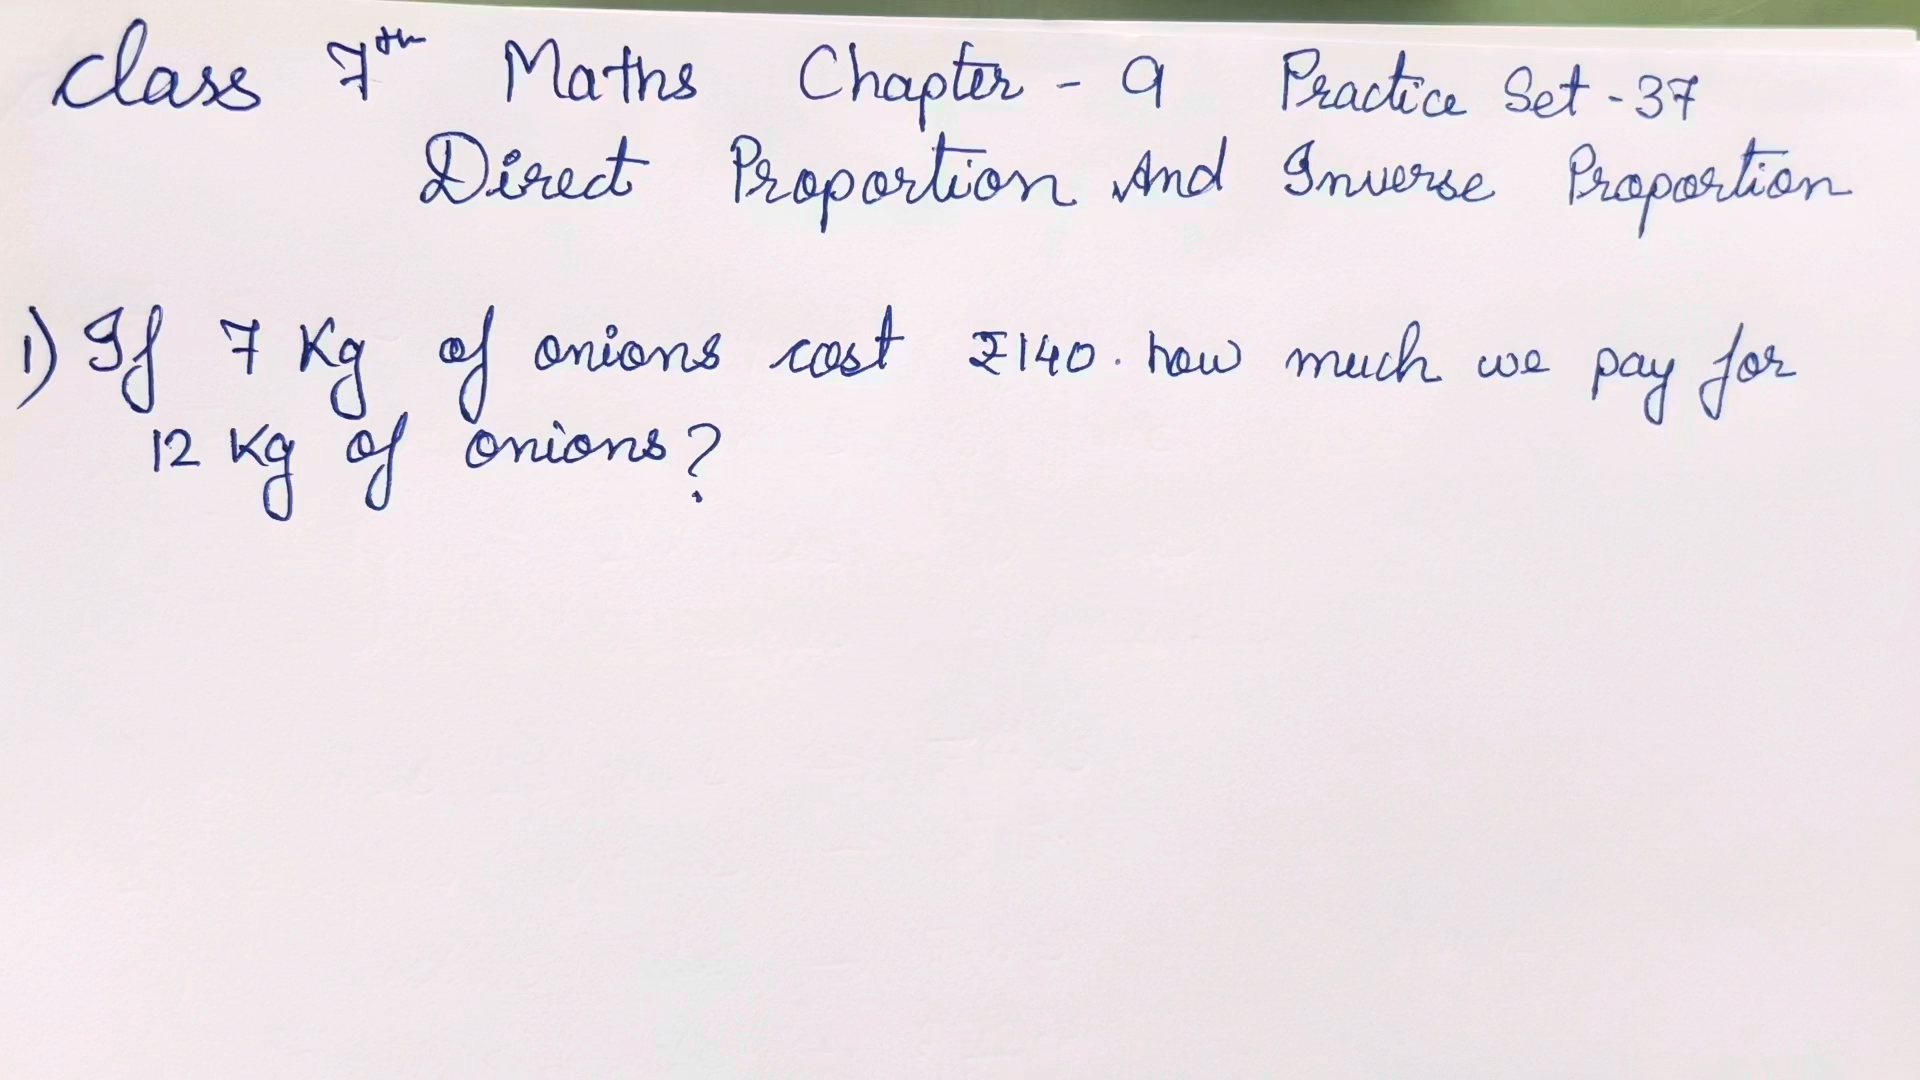 class 7th Maths Chapter - 9 Practice Set - 37
Direct Proportion And Inverse Proportion
1) If 7 Kg of onions cost ₹140. how much we pay for
12 Kg of onions?